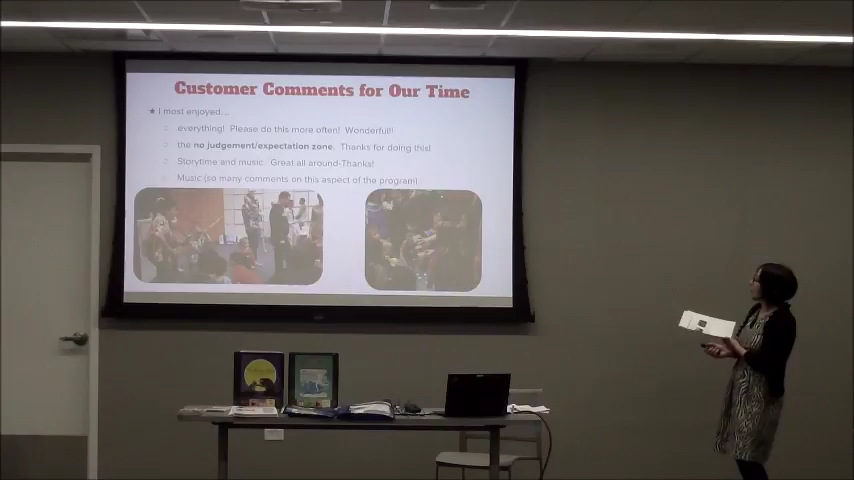 Customer Comments for Our Time
★ I most enjoyed...
○ everything! Please do this more often! Wonderful!!
○ the no judgement/expectation zone. Thanks for doing this!
○ Storytime and music. Great all around-Thanks!
○ Music (so many comments on this aspect of the program)